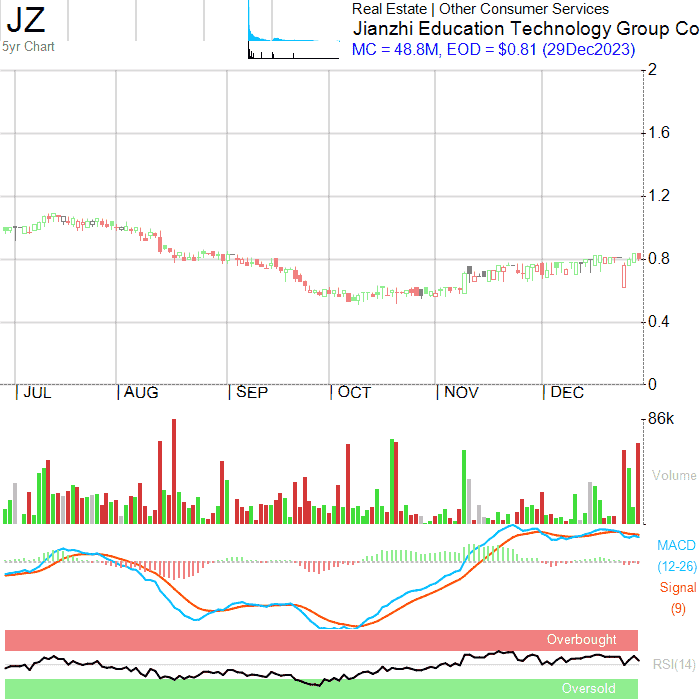 JZ
5yr Chart
Real Estate | Other Consumer Services
Jianzhi Education Technology Group Co
MC = 48.8M, EOD = $0.81 (29Dec2023)
2
1.6
1.2
0.8
0.4
0
|JUL |AUG |SEP |OCT |NOV |DEC
86k
Volume
MACD
(12-26)
Signal
(9)
Overbought
RSI(14)
Oversold